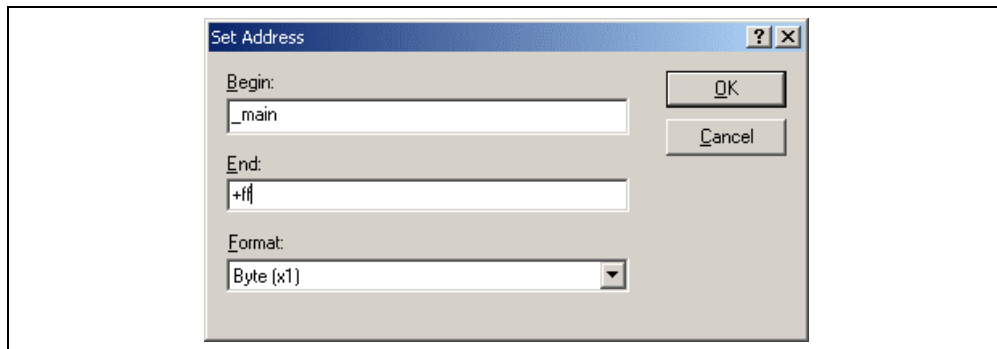 Set Address
Begin:
OK
_main
Cancel
End:
+ff
Format:
Byte (x1)